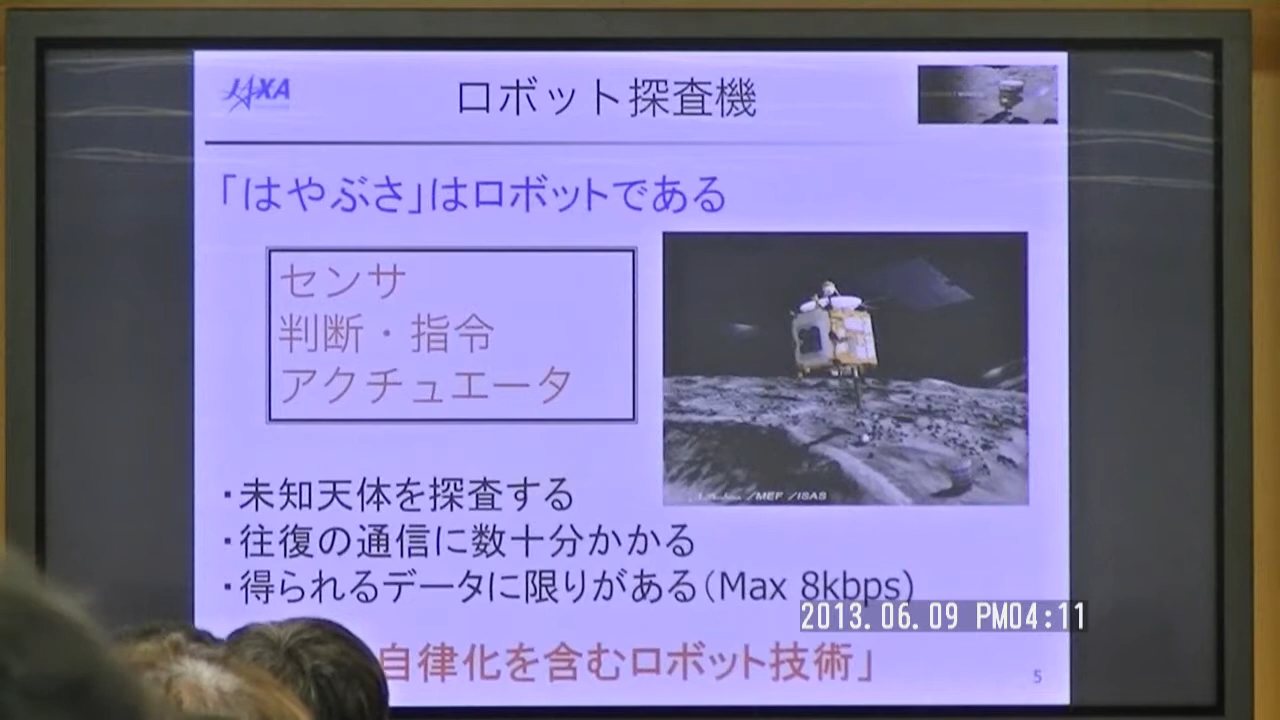 JAXA
ロボット探査機
「はやぶさ」はロボットである
センサ
判断・指令
アクチュエータ
/MEF /ISAS
・未知天体を探査する
・往復の通信に数十分かかる
・得られるデータに限りがある(Max 8kbps)
2013.06.09 PM04:11
自律化を含むロボット技術」
5